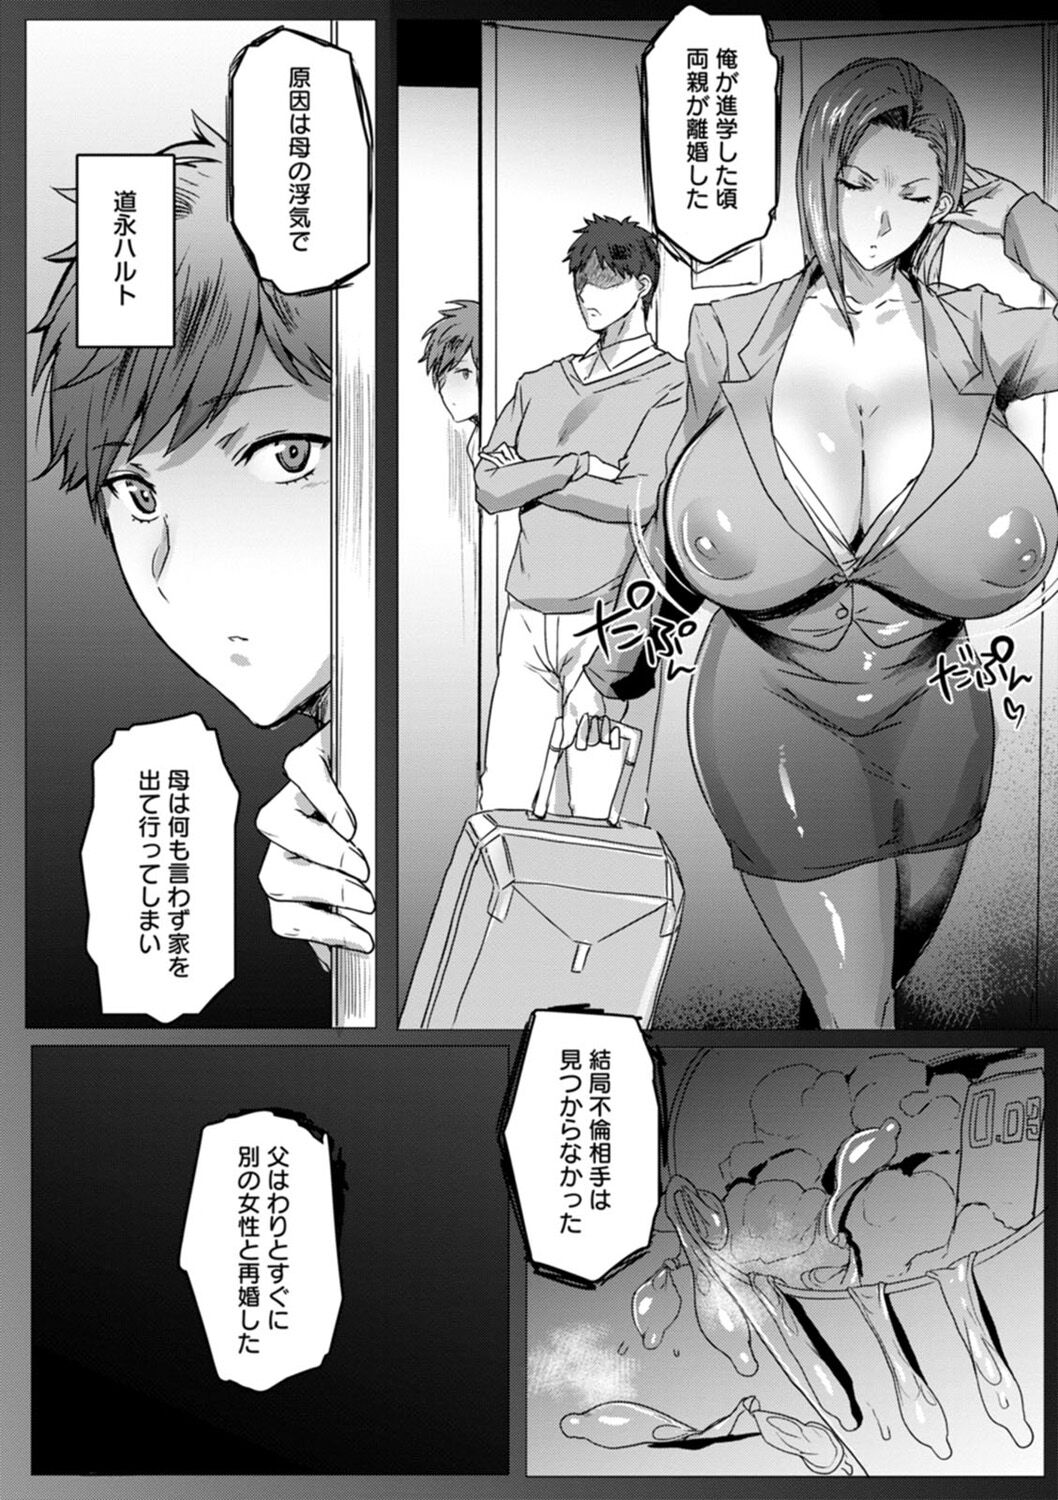 俺が進学した頃
両親が離婚した
たぷん
だぷん♡
原因は母の浮気で
道永ハルト
母は何も言わず家を
出て行ってしまい
結局不倫相手は
見つからなかった
0.03
父はわりとすぐに
別の女性と再婚した